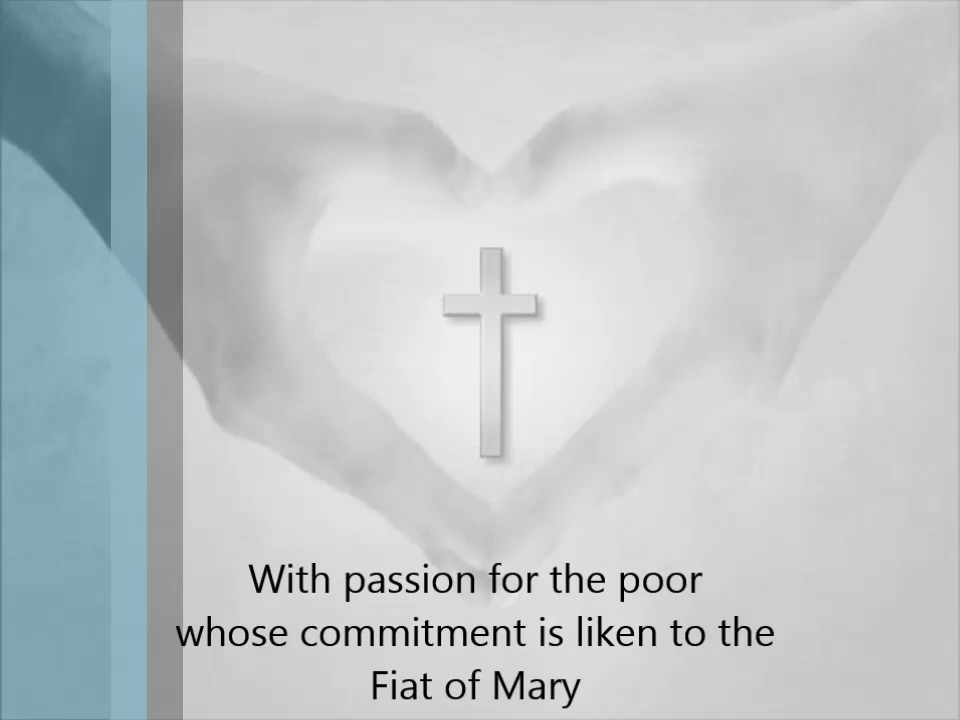 With passion for the poor
whose commitment is liken to the
Fiat of Mary